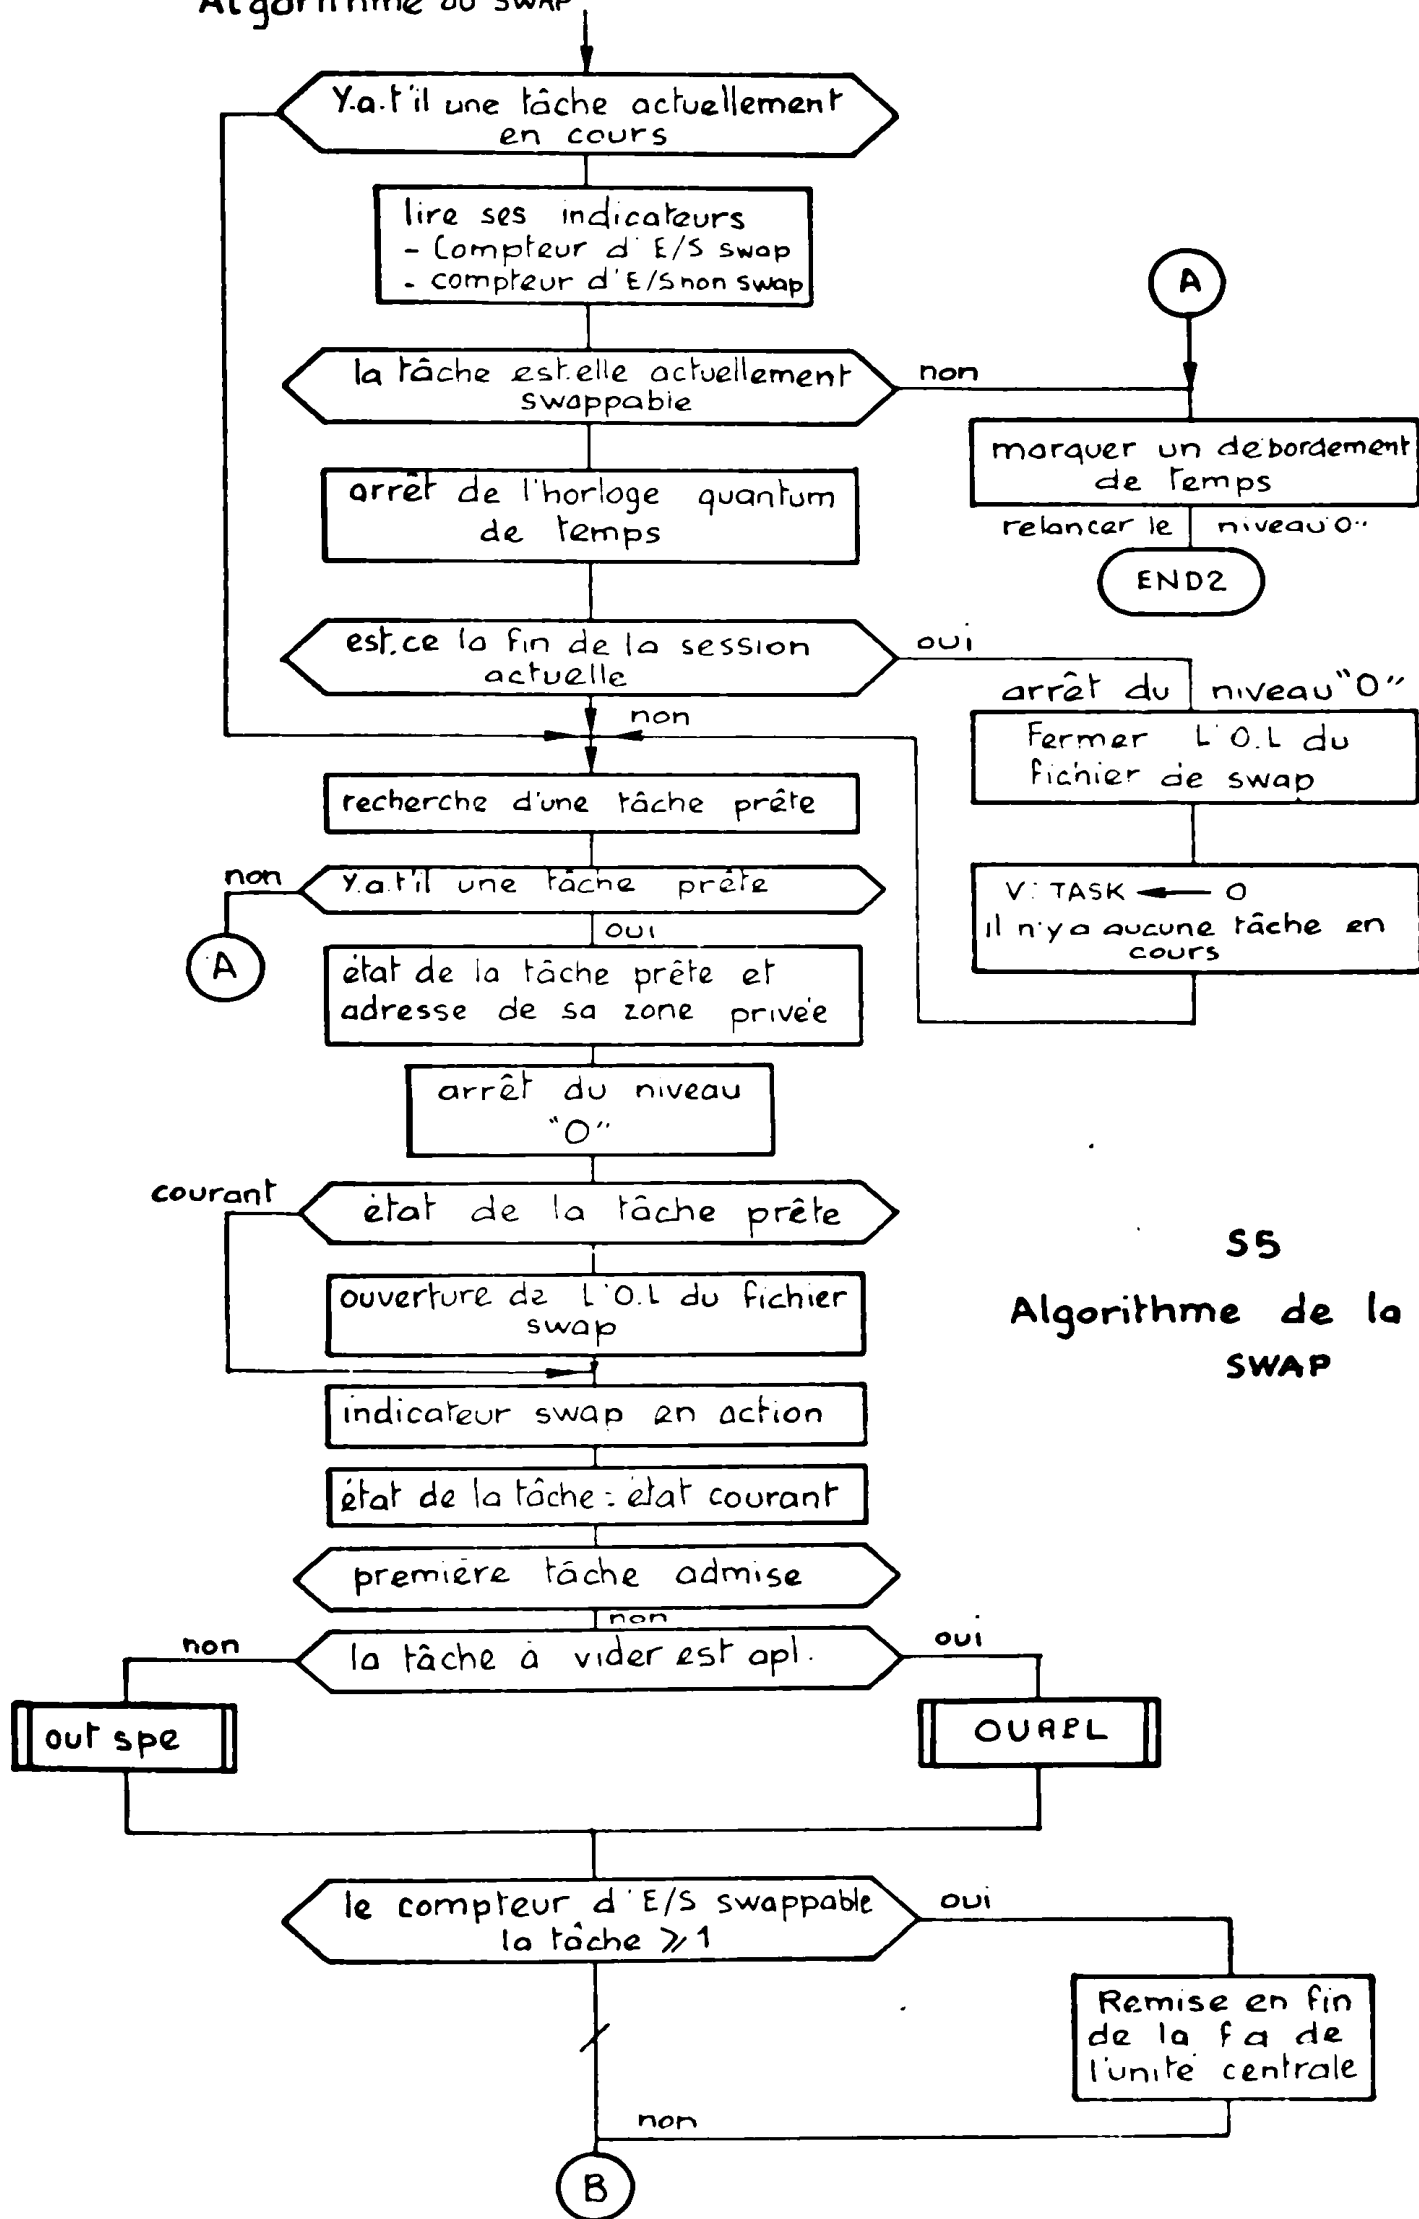 Algorithme du SWAP
Y.a.t'il une tâche actuellement
en cours
lire ses indicateurs
- Compteur d'E/S swap
- compteur d'E/S non swap
A
la tâche est.elle actuellement
swappable
non
marquer un débordement
de temps
arrêt de l'horloge quantum
de temps
relancer le niveau "0"
END2
est.ce la fin de la session
actuelle
oui
non
arrêt du niveau "0"
Fermer L'O.L du
fichier de swap
recherche d'une tâche prête
V: TASK ← 0
il n'y a aucune tâche en
cours
non
Y.a.t'il une tâche prête
oui
A
état de la tâche prête et
adresse de sa zone privée
arrêt du niveau
"0"
courant
état de la tâche prête
S5
Algorithme de la
SWAP
ouverture de L'O.L du fichier
swap
indicateur swap en action
état de la tâche = état courant
première tâche admise
non
non
la tâche à vider est apl.
oui
out spe
OUAPL
le compteur d'E/S swappable
la tâche ⩾ 1
oui
Remise en fin
de la f a de
l'unité centrale
non
B